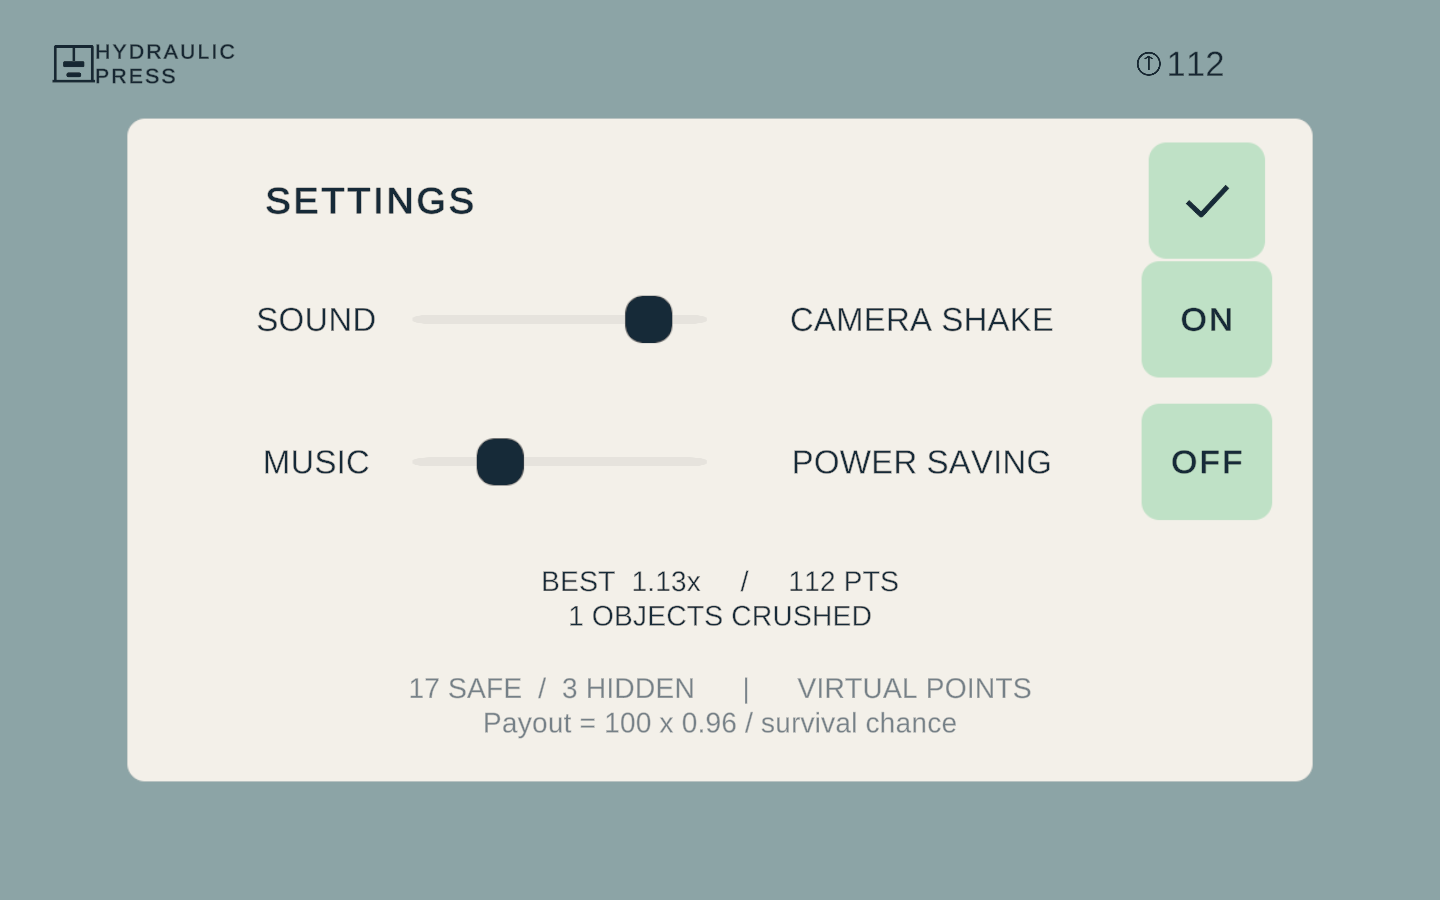 HYDRAULIC
PRESS
112
SETTINGS
SOUND
CAMERA SHAKE
ON
MUSIC
POWER SAVING
OFF
BEST 1.13x / 112 PTS
1 OBJECTS CRUSHED
17 SAFE / 3 HIDDEN | VIRTUAL POINTS
Payout = 100 x 0.96 / survival chance